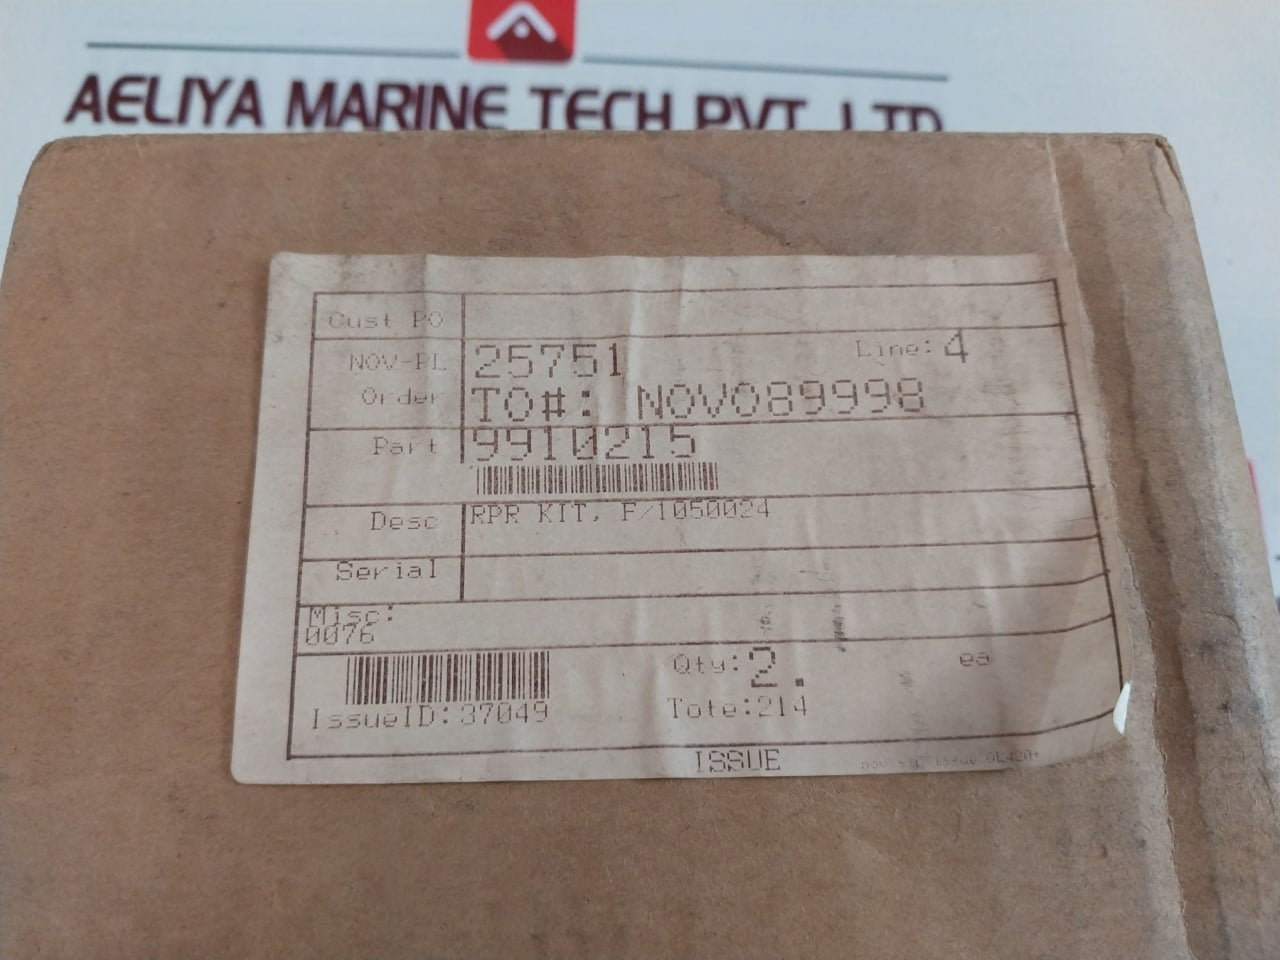 AELIYA MARINE TECH PVT. LTD
Cust PO
NOV-PL 25751 Line: 4
Order TO#: NOV089998
Part 9910215
Desc RPR KIT, F/1050024
Serial
Misc:
0076
Qty: 2. ea
IssueID: 37049 Tote: 214
ISSUE